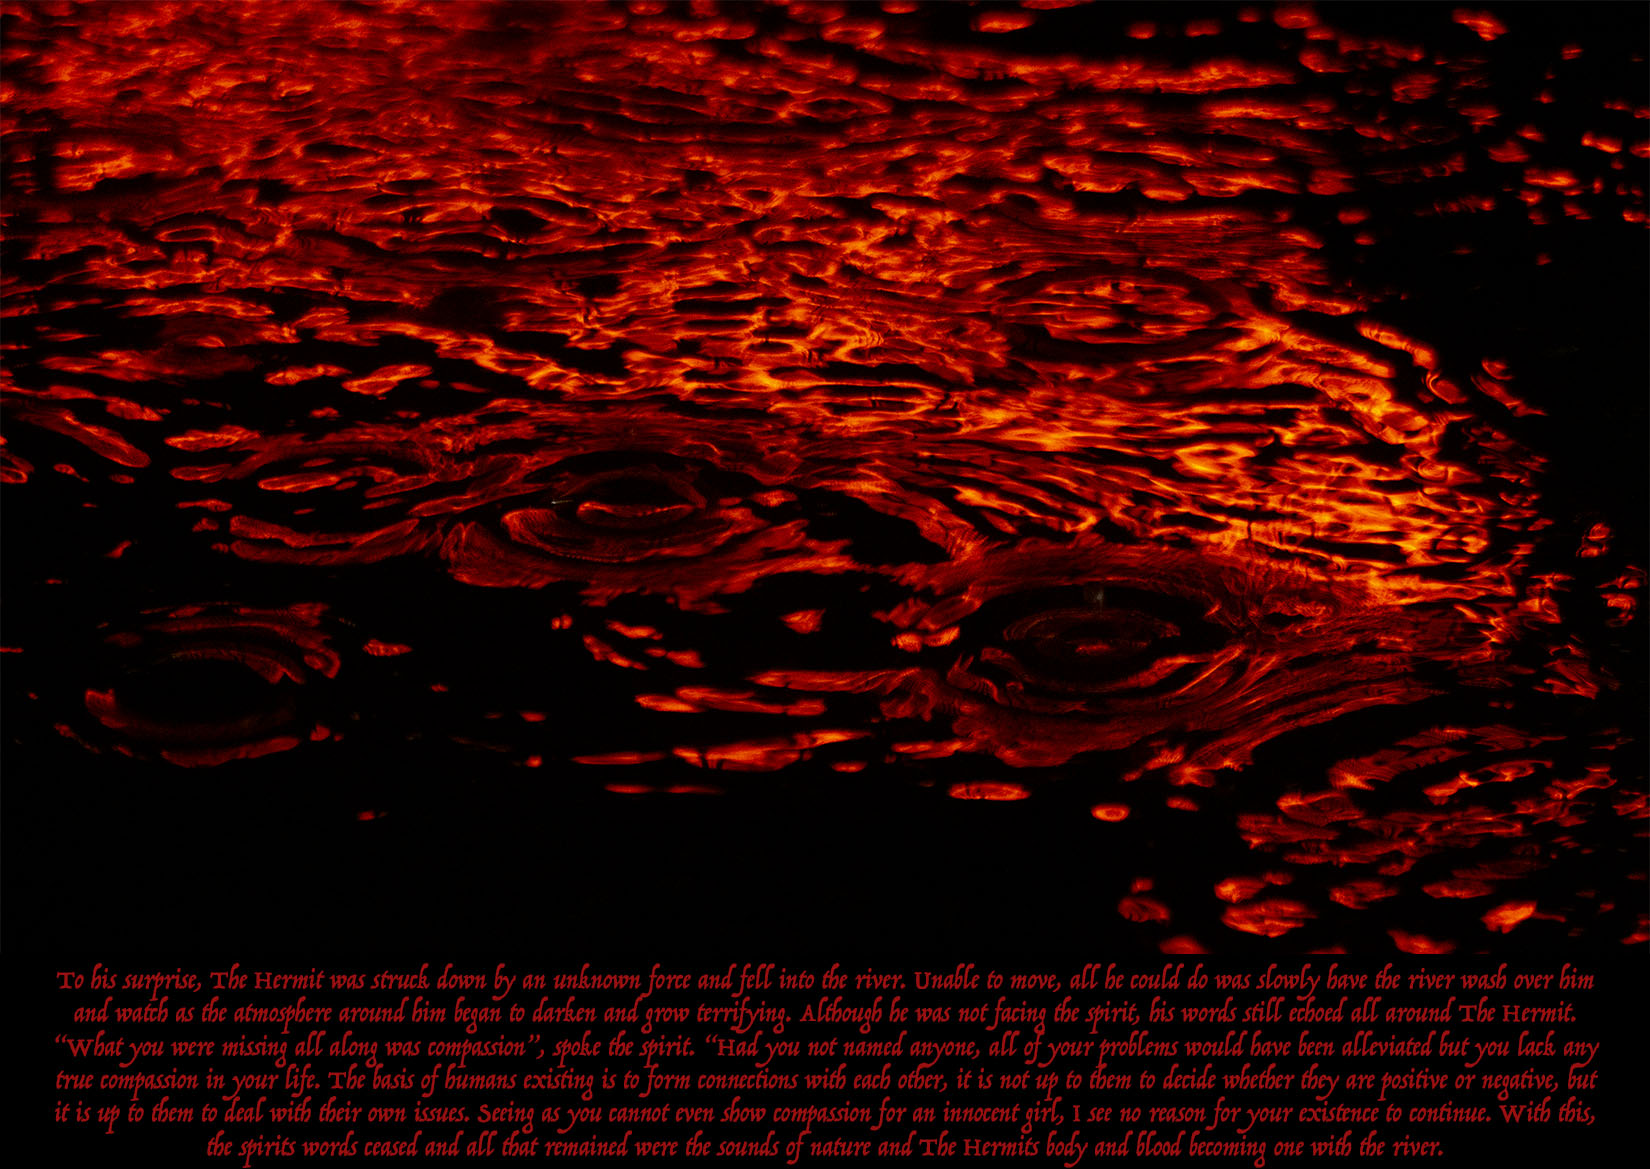 To his surprise, The Hermit was struck down by an unknown force and fell into the river. Unable to move, all he could do was slowly have the river wash over him
and watch as the atmosphere around him began to darken and grow terrifying. Although he was not facing the spirit, his words still echoed all around The Hermit.
“What you were missing all along was compassion”, spoke the spirit. “Had you not named anyone, all of your problems would have been alleviated but you lack any
true compassion in your life. The basis of humans existing is to form connections with each other, it is not up to them to decide whether they are positive or negative, but
it is up to them to deal with their own issues. Seeing as you cannot even show compassion for an innocent girl, I see no reason for your existence to continue. With this,
the spirits words ceased and all that remained were the sounds of nature and The Hermits body and blood becoming one with the river.